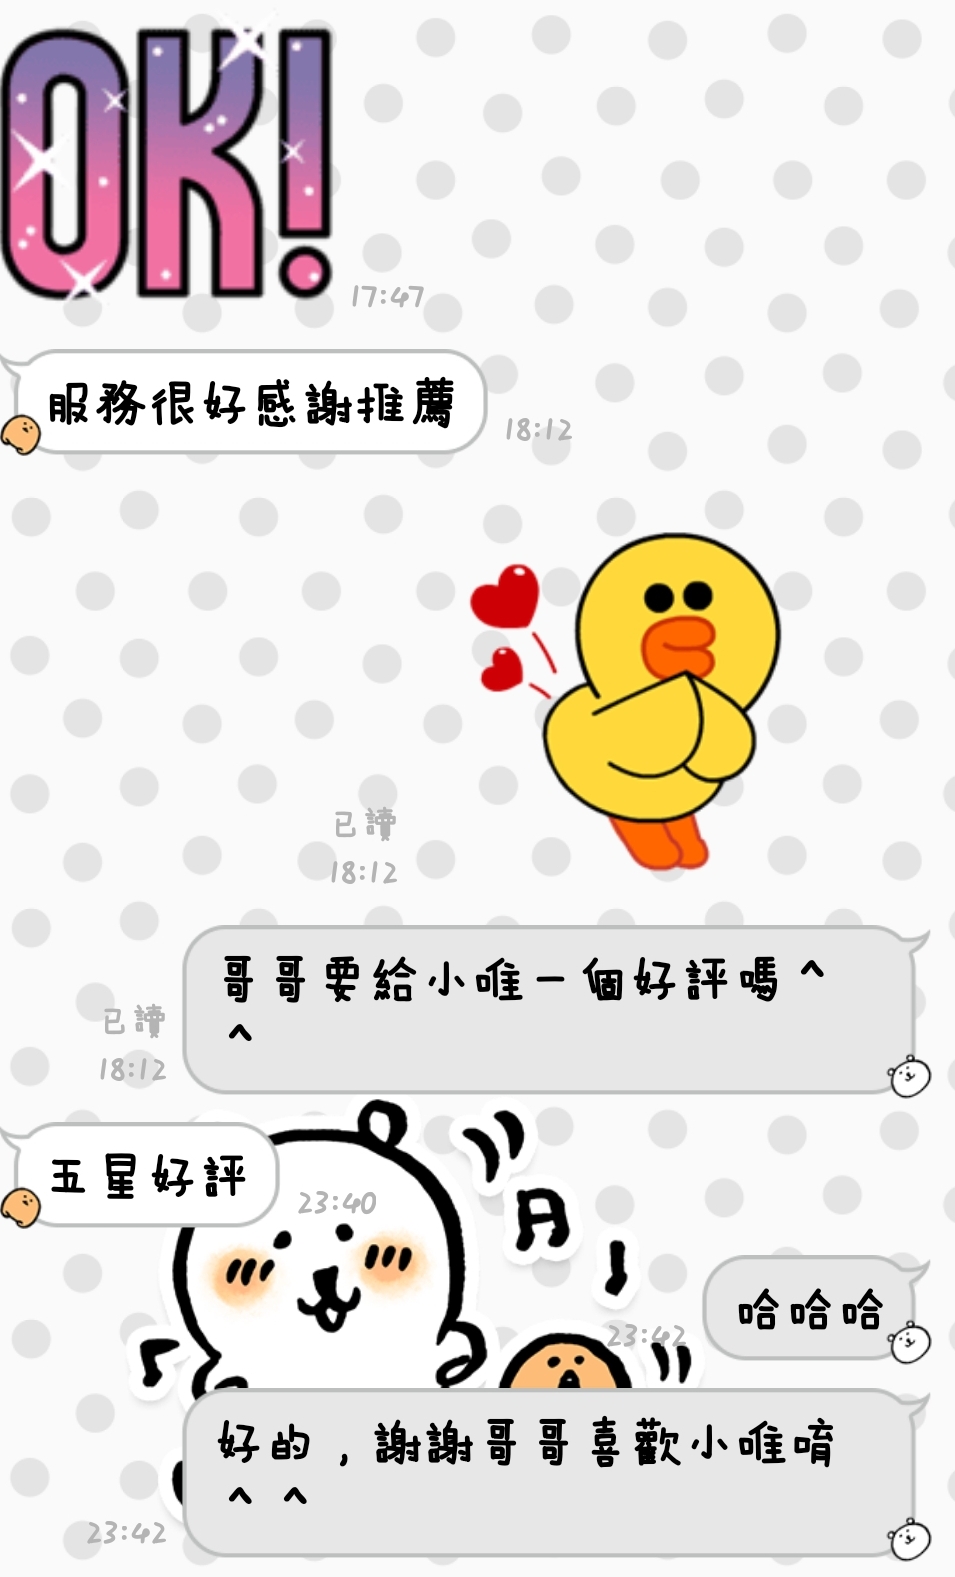 OK!
17:47
服務很好感謝推薦
18:12
已讀
18:12
哥哥要給小唯一個好評嗎^
^
已讀
18:12
五星好評
23:40
哈哈哈
23:42
好的，謝謝哥哥喜歡小唯唷
^ ^
23:42